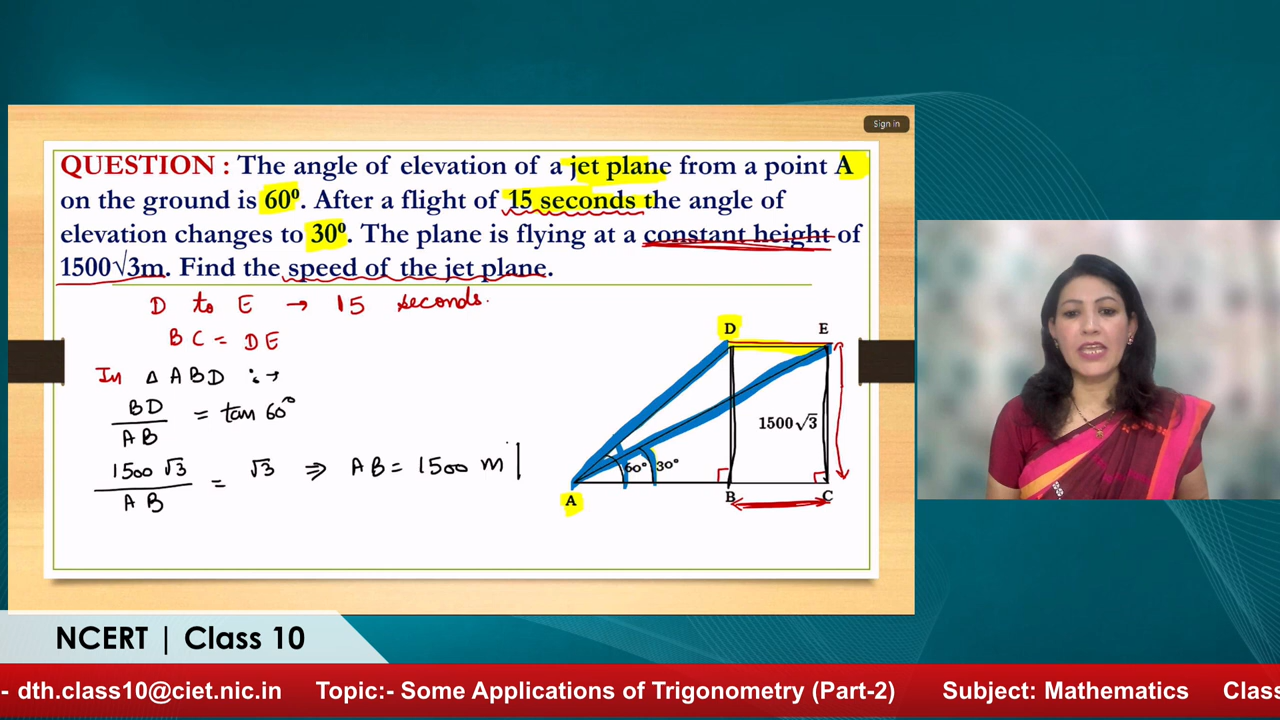 Sign in
QUESTION : The angle of elevation of a jet plane from a point A
on the ground is 60⁰. After a flight of 15 seconds the angle of
elevation changes to 30⁰. The plane is flying at a constant height of
1500√3m. Find the speed of the jet plane.
D to E → 15 seconds.
BC = DE
In △ ABD :→
BD/AB = tan 60°
1500√3/AB = √3 ⇒ AB = 1500 m
D E
1500√3
60° 30°
A B C
NCERT | Class 10
- dth.class10@ciet.nic.in Topic:- Some Applications of Trigonometry (Part-2) Subject: Mathematics Class